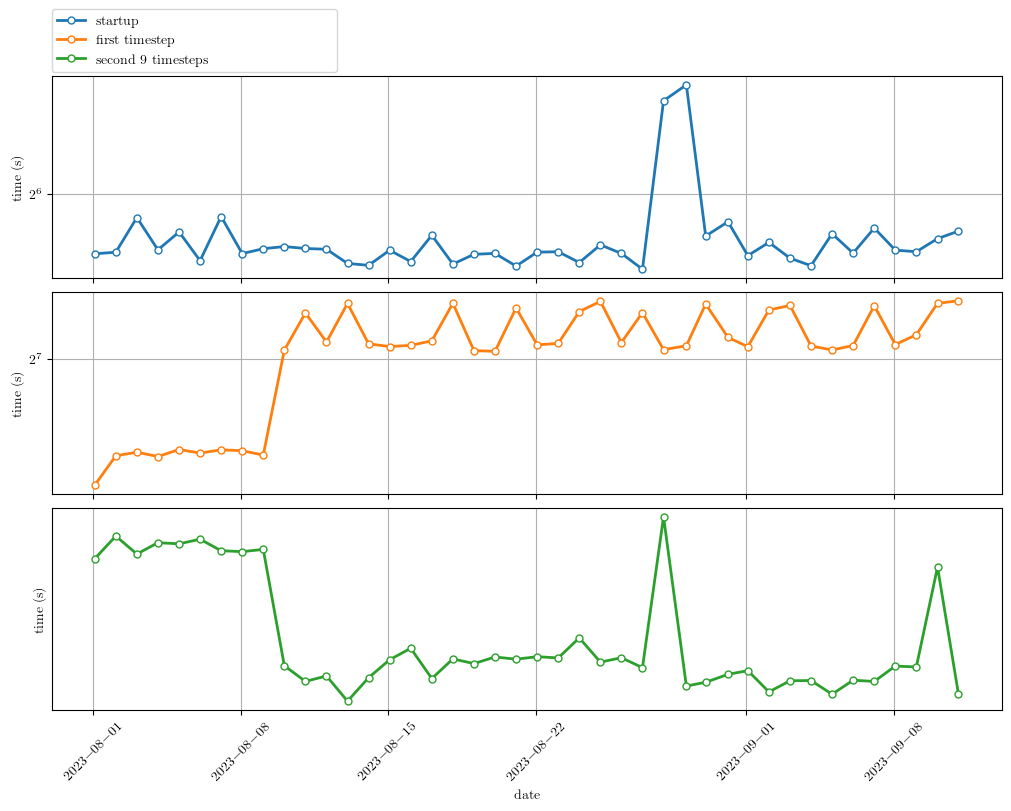 startup
first timestep
second 9 timesteps
time (s)
2^6
time (s)
2^7
time (s)
2023−08−01
2023−08−08
2023−08−15
2023−08−22
2023−09−01
2023−09−08
date